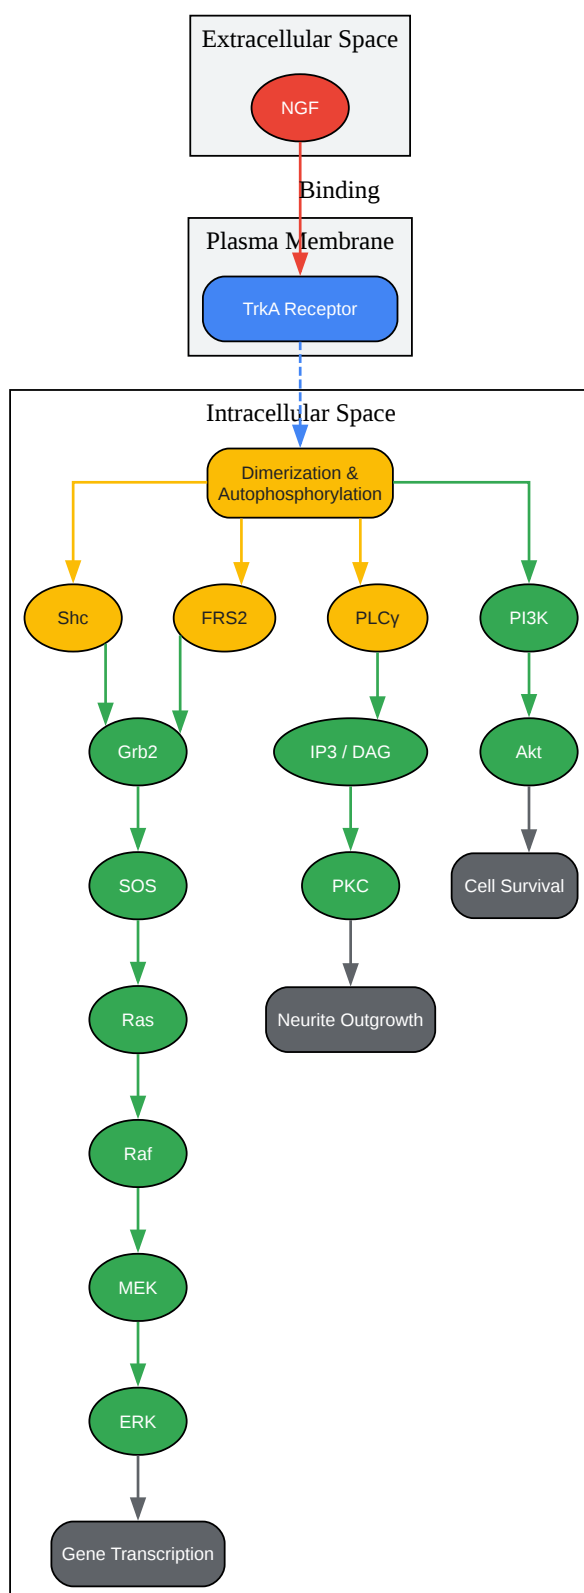 Extracellular Space
NGF
Binding
Plasma Membrane
TrkA Receptor
Intracellular Space
Dimerization &
Autophosphorylation
Shc
FRS2
PLCγ
PI3K
Grb2
IP3 / DAG
Akt
SOS
PKC
Cell Survival
Ras
Neurite Outgrowth
Raf
MEK
ERK
Gene Transcription